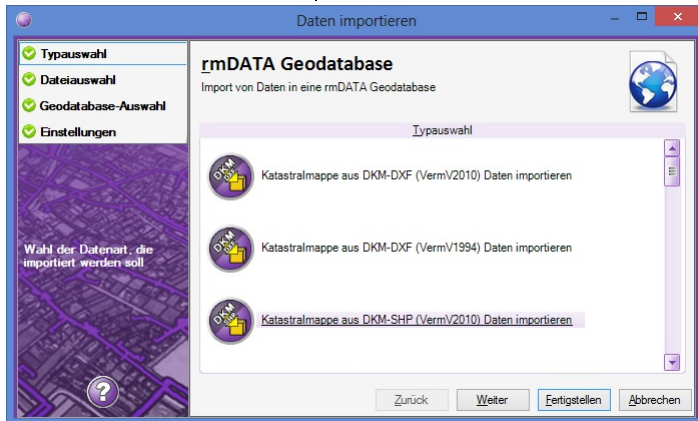 Daten importieren
Typauswahl
Dateiauswahl
Geodatabase-Auswahl
Einstellungen
Wahl der Datenart, die
importiert werden soll
?
rmDATA Geodatabase
Import von Daten in eine rmDATA Geodatabase
Typauswahl
Katastralmappe aus DKM-DXF (VermV2010) Daten importieren
Katastralmappe aus DKM-DXF (VermV1994) Daten importieren
Katastralmappe aus DKM-SHP (VermV2010) Daten importieren
Zurück Weiter Fertigstellen Abbrechen